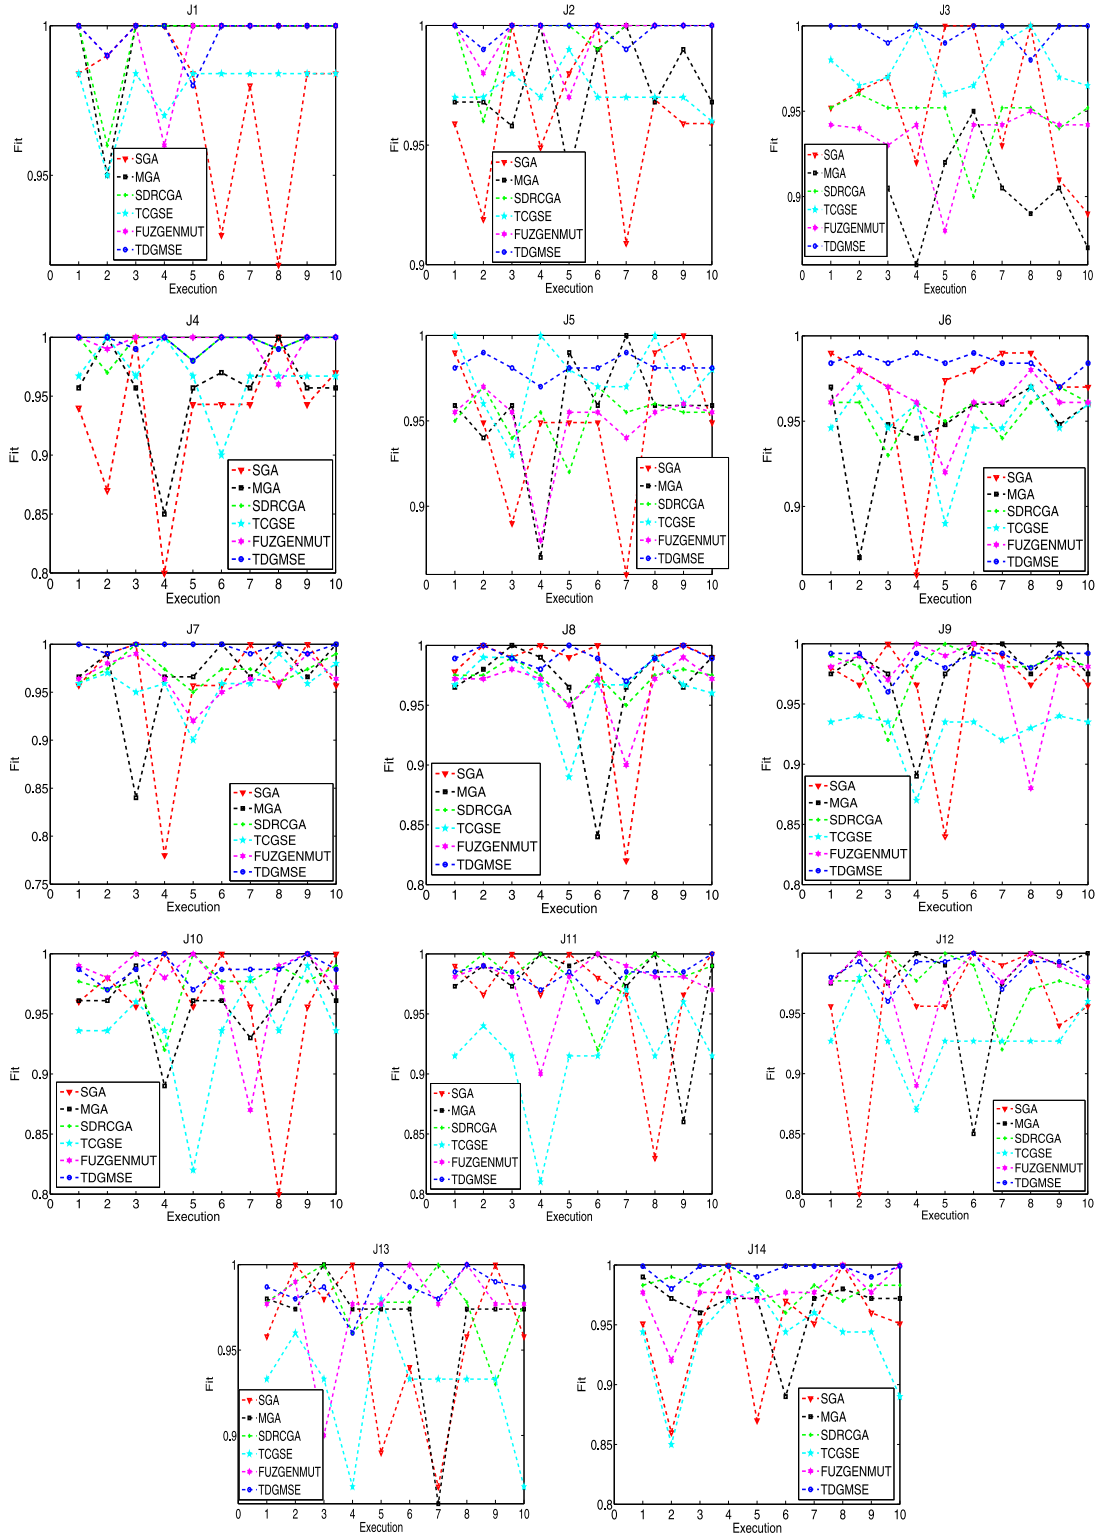 J1
1
0.95
Fit
SGA
MGA
SDRCGA
TCGSE
FUZGENMUT
TDGMSE
0 1 2 3 4 5 6 7 8 9 10
Execution
J2
1
0.95
0.9
Fit
SGA
MGA
SDRCGA
TCGSE
FUZGENMUT
TDGMSE
0 1 2 3 4 5 6 7 8 9 10
Execution
J3
1
0.95
0.9
Fit
SGA
MGA
SDRCGA
TCGSE
FUZGENMUT
TDGMSE
0 1 2 3 4 5 6 7 8 9 10
Execution
J4
1
0.95
0.9
0.85
0.8
Fit
SGA
MGA
SDRCGA
TCGSE
FUZGENMUT
TDGMSE
0 1 2 3 4 5 6 7 8 9 10
Execution
J5
1
0.95
0.9
Fit
SGA
MGA
SDRCGA
TCGSE
FUZGENMUT
TDGMSE
0 1 2 3 4 5 6 7 8 9 10
Execution
J6
1
0.95
0.9
Fit
SGA
MGA
SDRCGA
TCGSE
FUZGENMUT
TDGMSE
0 1 2 3 4 5 6 7 8 9 10
Execution
J7
1
0.95
0.9
0.85
0.8
0.75
Fit
SGA
MGA
SDRCGA
TCGSE
FUZGENMUT
TDGMSE
0 1 2 3 4 5 6 7 8 9 10
Execution
J8
1
0.95
0.9
0.85
0.8
Fit
SGA
MGA
SDRCGA
TCGSE
FUZGENMUT
TDGMSE
0 1 2 3 4 5 6 7 8 9 10
Execution
J9
1
0.95
0.9
0.85
0.8
Fit
SGA
MGA
SDRCGA
TCGSE
FUZGENMUT
TDGMSE
0 1 2 3 4 5 6 7 8 9 10
Execution
J10
1
0.95
0.9
0.85
0.8
Fit
SGA
MGA
SDRCGA
TCGSE
FUZGENMUT
TDGMSE
0 1 2 3 4 5 6 7 8 9 10
Execution
J11
1
0.95
0.9
0.85
0.8
Fit
SGA
MGA
SDRCGA
TCGSE
FUZGENMUT
TDGMSE
0 1 2 3 4 5 6 7 8 9 10
Execution
J12
1
0.95
0.9
0.85
0.8
Fit
SGA
MGA
SDRCGA
TCGSE
FUZGENMUT
TDGMSE
0 1 2 3 4 5 6 7 8 9 10
Execution
J13
1
0.95
0.9
Fit
SGA
MGA
SDRCGA
TCGSE
FUZGENMUT
TDGMSE
0 1 2 3 4 5 6 7 8 9 10
Execution
J14
1
0.95
0.9
0.85
0.8
Fit
SGA
MGA
SDRCGA
TCGSE
FUZGENMUT
TDGMSE
0 1 2 3 4 5 6 7 8 9 10
Execution